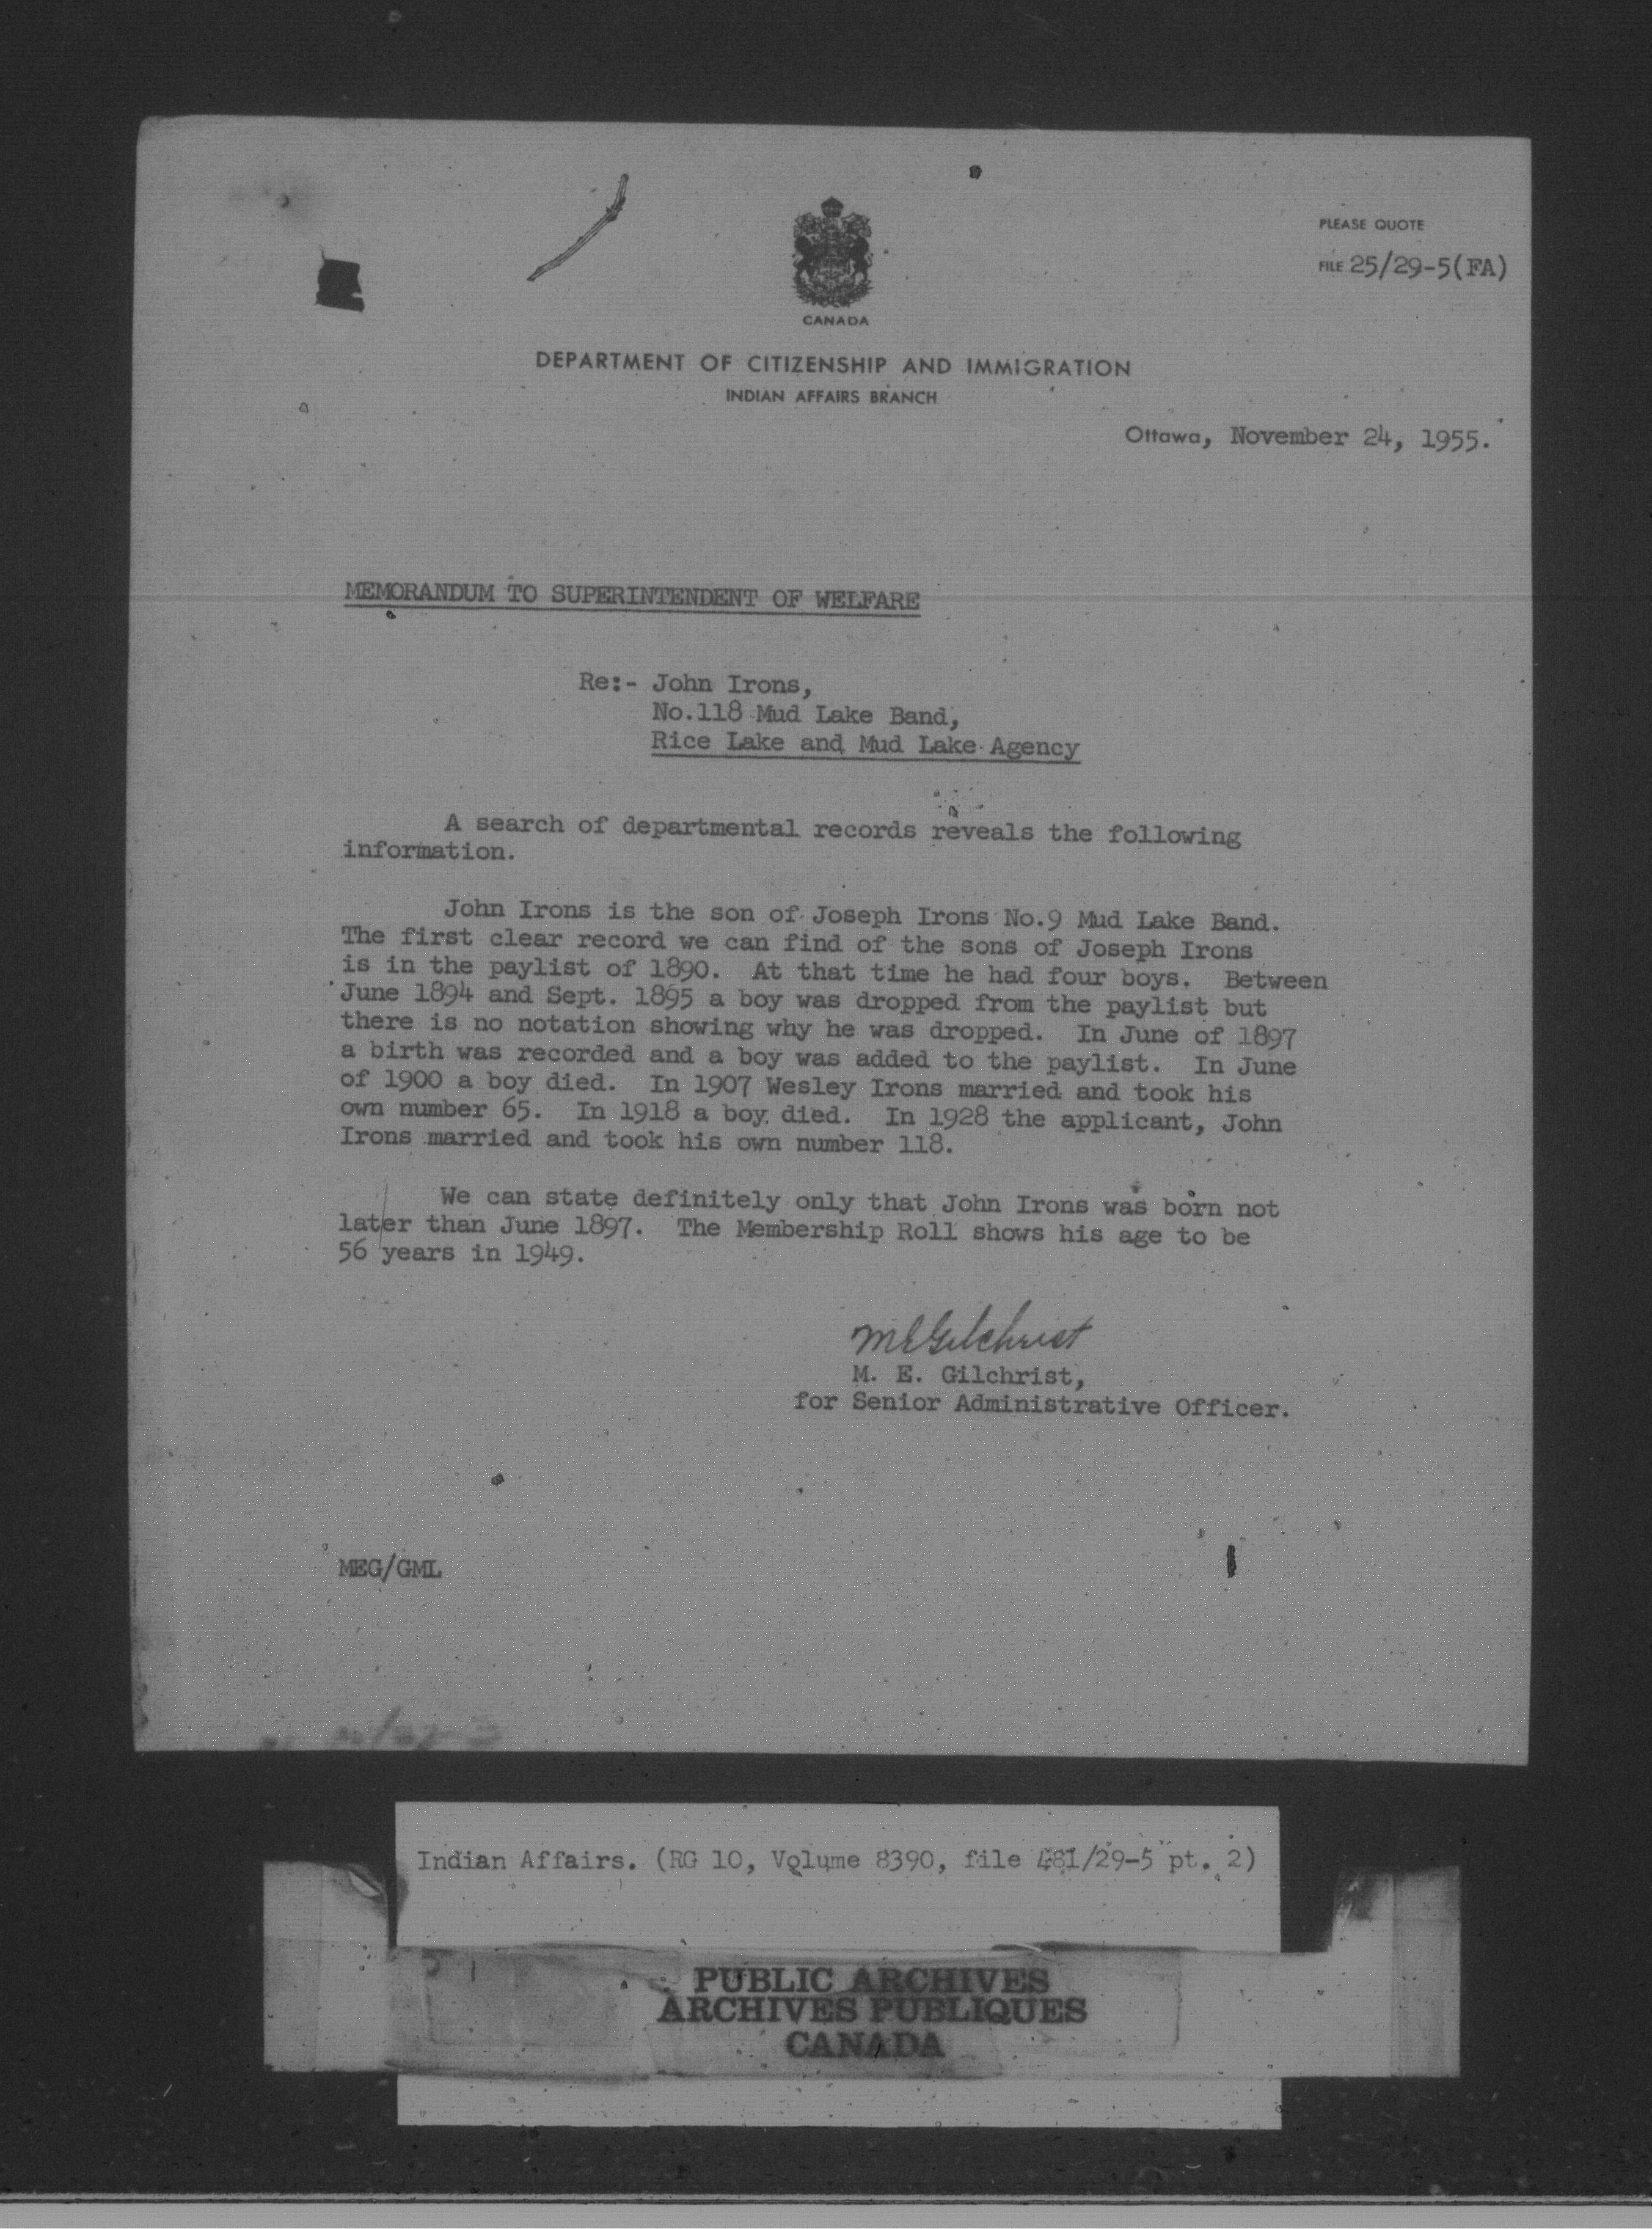 PLEASE QUOTE
FILE 25/29-5(FA)
CANADA
DEPARTMENT OF CITIZENSHIP AND IMMIGRATION
INDIAN AFFAIRS BRANCH
Ottawa, November 24, 1955.
MEMORANDUM TO SUPERINTENDENT OF WELFARE
Re:- John Irons,
No.118 Mud Lake Band,
Rice Lake and Mud Lake Agency
A search of departmental records reveals the following
information.
John Irons is the son of Joseph Irons No.9 Mud Lake Band.
The first clear record we can find of the sons of Joseph Irons
is in the paylist of 1890. At that time he had four boys. Between
June 1894 and Sept. 1895 a boy was dropped from the paylist but
there is no notation showing why he was dropped. In June of 1897
a birth was recorded and a boy was added to the paylist. In June
of 1900 a boy died. In 1907 Wesley Irons married and took his
own number 65. In 1918 a boy died. In 1928 the applicant, John
Irons married and took his own number 118.
We can state definitely only that John Irons was born not
later than June 1897. The Membership Roll shows his age to be
56 years in 1949.
M E Gilchrist
M. E. Gilchrist,
for Senior Administrative Officer.
MEG/GML
Indian Affairs. (RG 10, Volume 8390, file 481/29-5 pt. 2)
PUBLIC ARCHIVES
ARCHIVES PUBLIQUES
CANADA